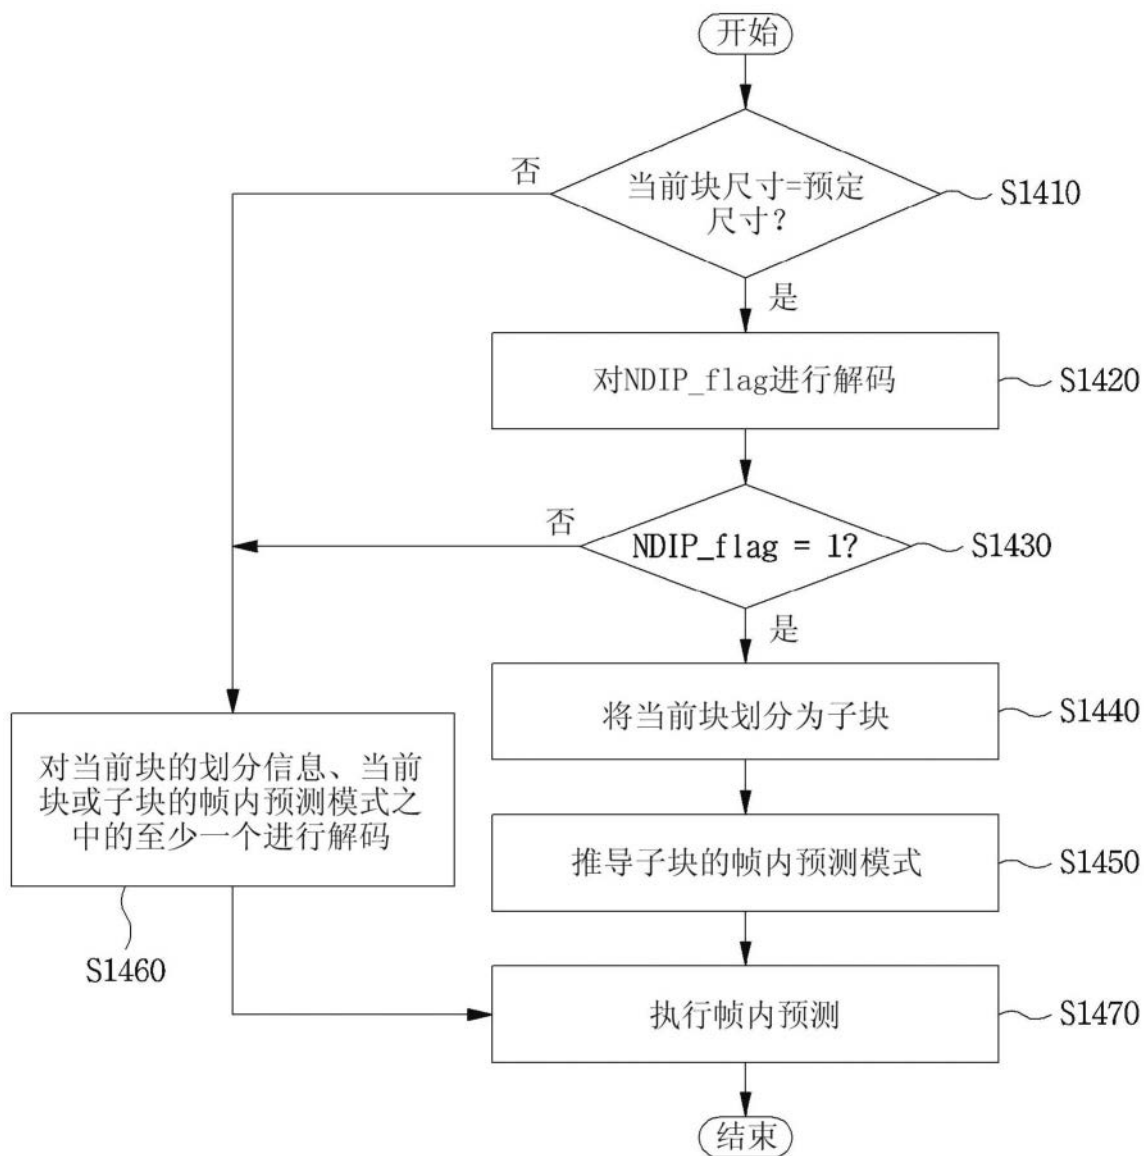 开始
否
当前块尺寸=预定
尺寸？
S1410
是
对NDIP_flag进行解码
S1420
否
NDIP_flag = 1?
S1430
是
将当前块划分为子块
S1440
对当前块的划分信息、当前
块或子块的帧内预测模式之
中的至少一个进行解码
S1460
推导子块的帧内预测模式
S1450
执行帧内预测
S1470
结束